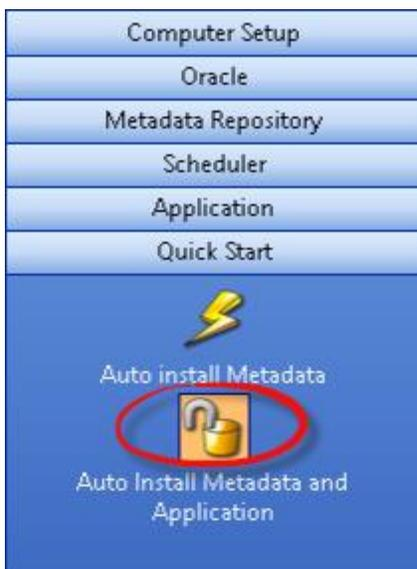 Computer Setup
Oracle
Metadata Repository
Scheduler
Application
Quick Start
Auto install Metadata
Auto Install Metadata and
Application